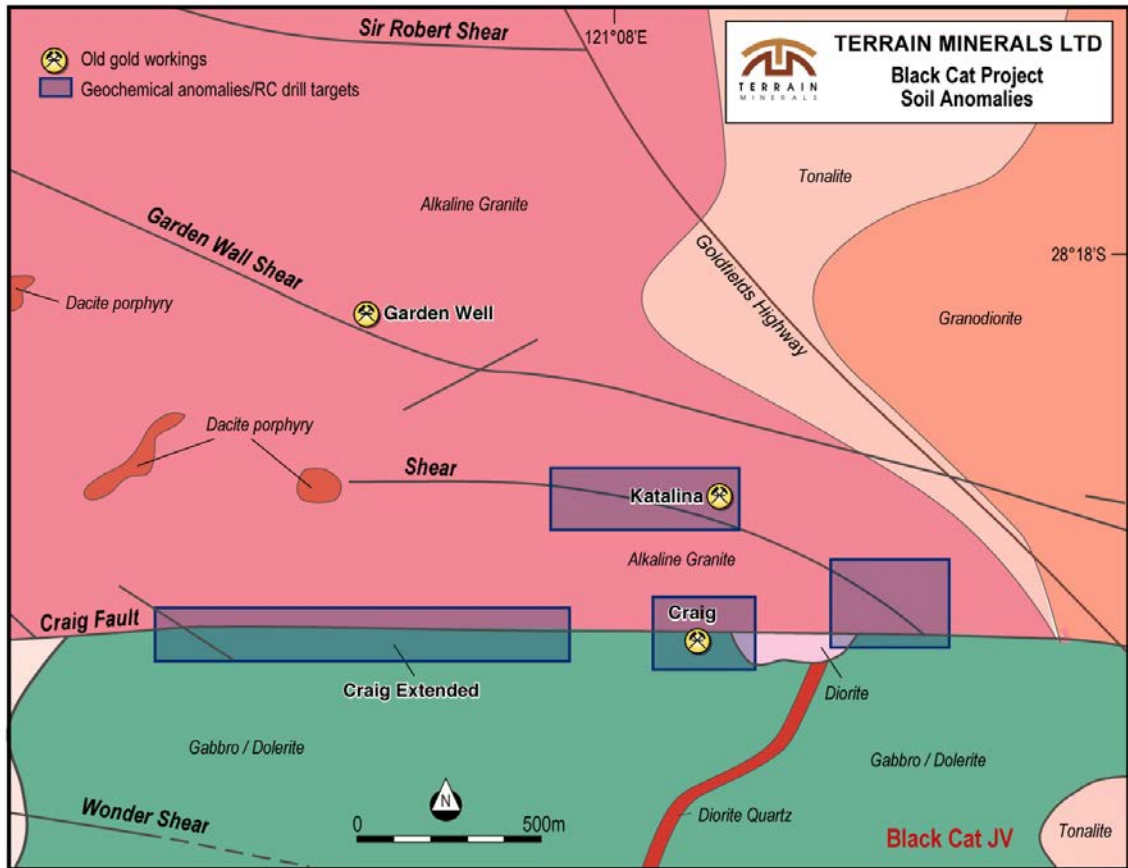 Sir Robert Shear
121°08'E
Old gold workings
Geochemical anomalies/RC drill targets
TERRAIN
MINERALS
TERRAIN MINERALS LTD
Black Cat Project
Soil Anomalies
Tonalite
Alkaline Granite
Garden Wall Shear
Goldfields Highway
28°18'S
Dacite porphyry
Garden Well
Granodiorite
Dacite porphyry
Shear
Katalina
Alkaline Granite
Craig Fault
Craig
Craig Extended
Diorite
Gabbro / Dolerite
Gabbro / Dolerite
Wonder Shear
N
0
500m
Diorite Quartz
Black Cat JV
Tonalite